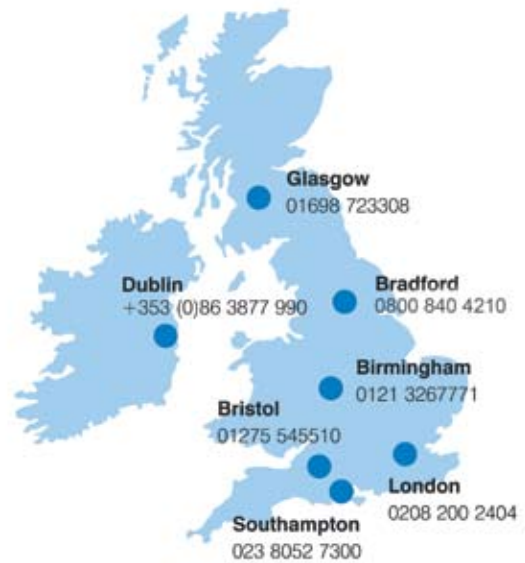 Glasgow
01698 723308
Dublin
+353 (0)86 3877 990
Bradford
0800 840 4210
Birmingham
0121 3267771
Bristol
01275 545510
London
0208 200 2404
Southampton
023 8052 7300